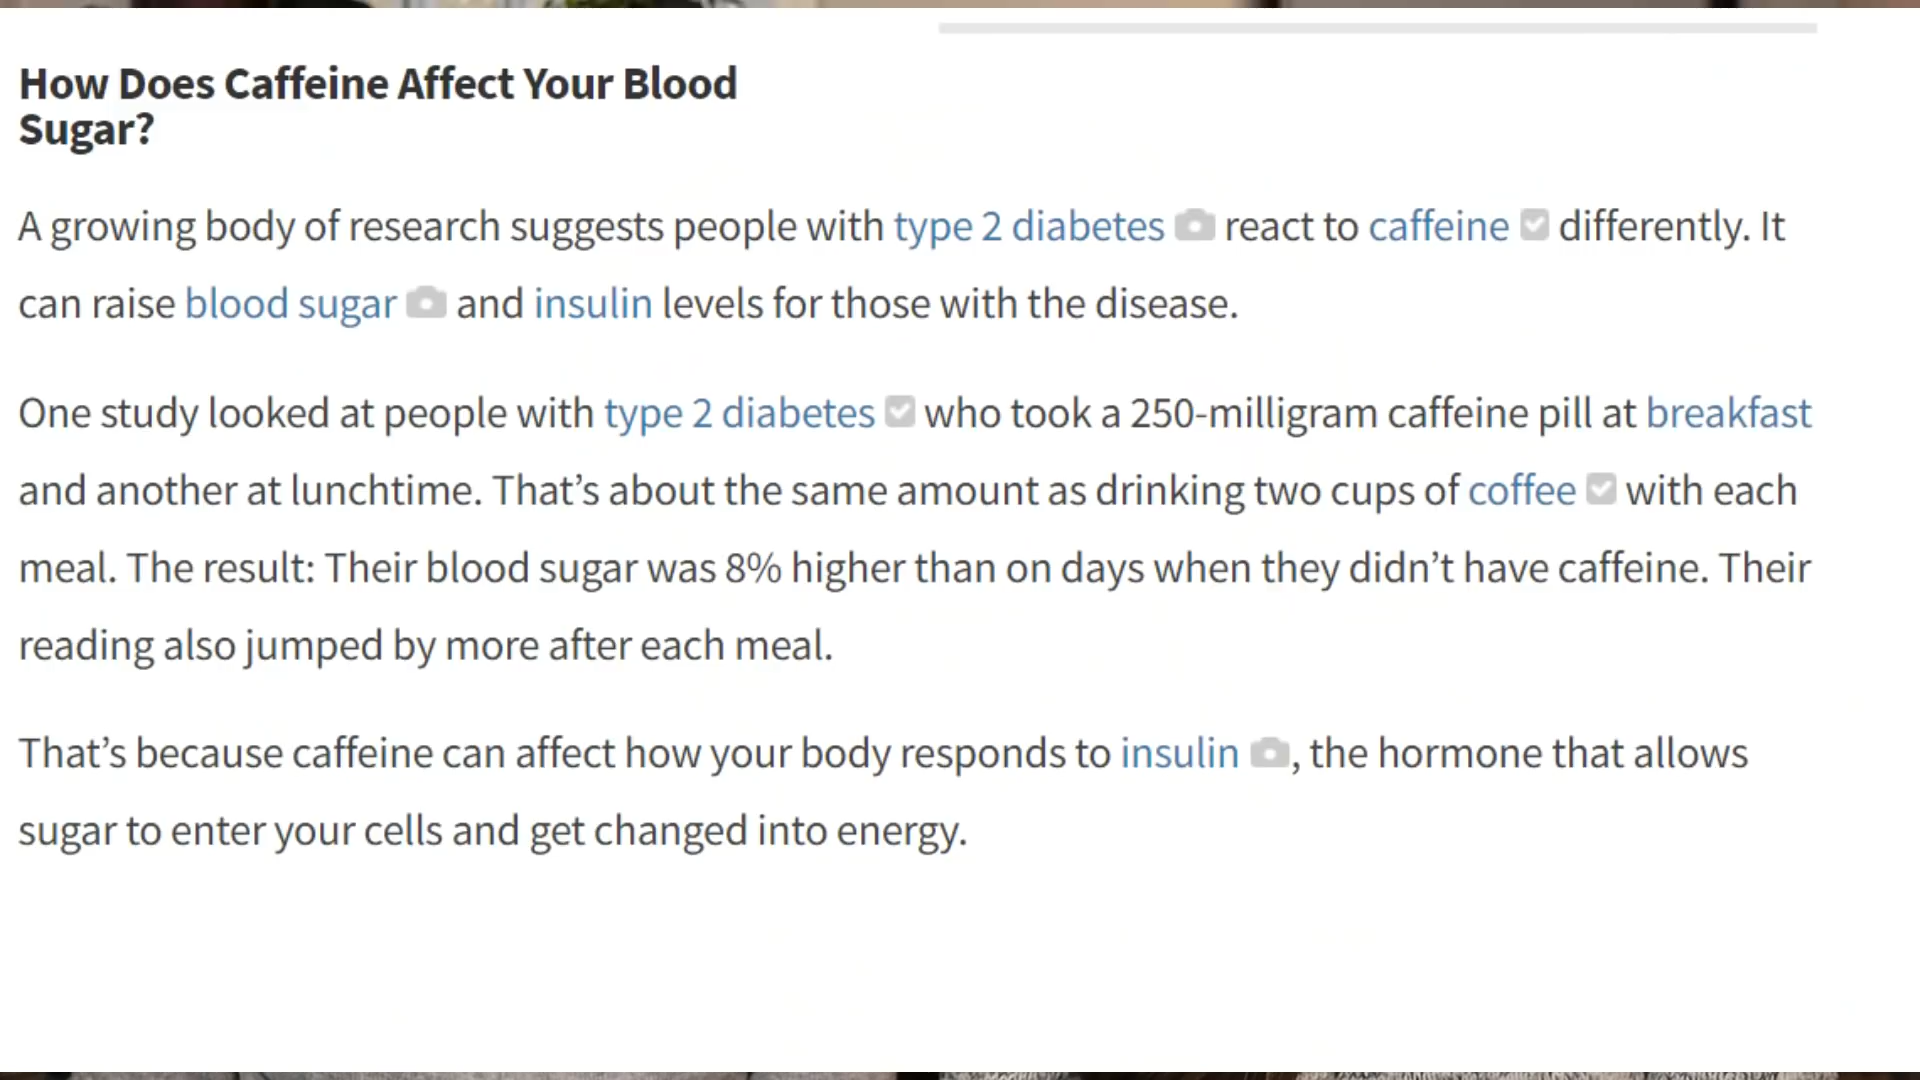 How Does Caffeine Affect Your Blood
Sugar?
A growing body of research suggests people with type 2 diabetes react to caffeine differently. It
can raise blood sugar and insulin levels for those with the disease.
One study looked at people with type 2 diabetes who took a 250-milligram caffeine pill at breakfast
and another at lunchtime. That’s about the same amount as drinking two cups of coffee with each
meal. The result: Their blood sugar was 8% higher than on days when they didn’t have caffeine. Their
reading also jumped by more after each meal.
That’s because caffeine can affect how your body responds to insulin, the hormone that allows
sugar to enter your cells and get changed into energy.